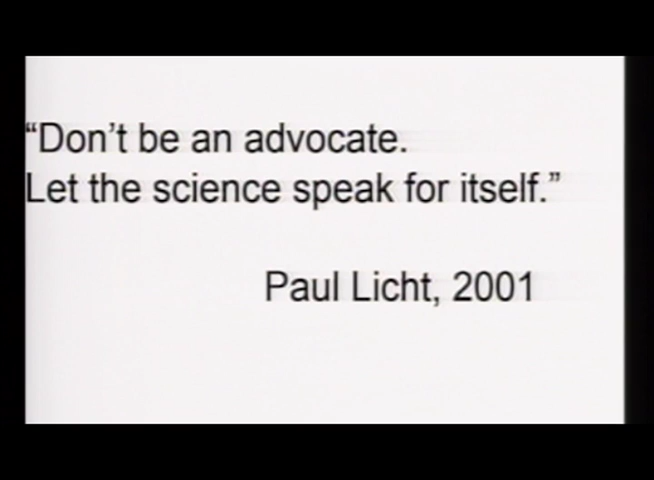 “Don’t be an advocate.
Let the science speak for itself.”
Paul Licht, 2001